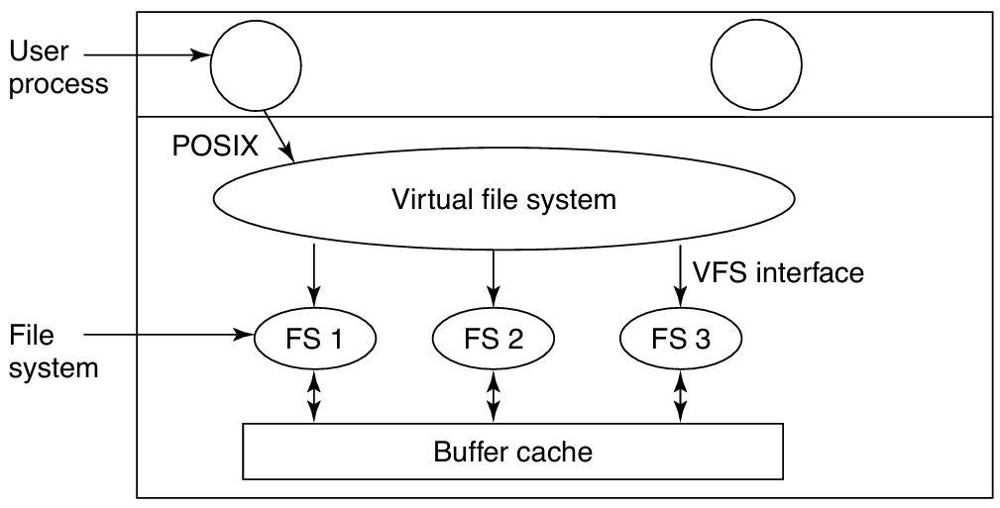 User
process
POSIX
Virtual file system
VFS interface
File
system
FS 1
FS 2
FS 3
Buffer cache